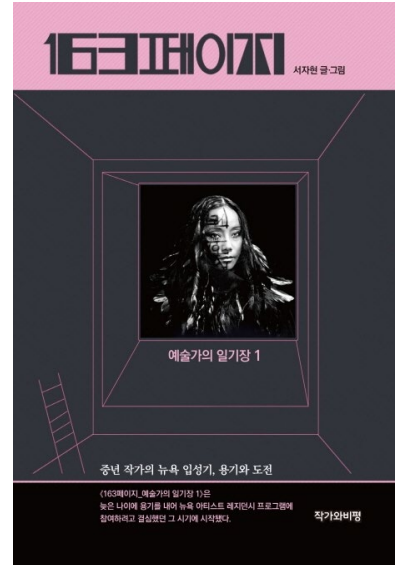 163페이지
서자현 글·그림
예술가의 일기장 1
중년 작가의 뉴욕 입성기, 용기와 도전
《163페이지_예술가의 일기장 1》은
늦은 나이에 용기를 내어 뉴욕 아티스트 레지던시 프로그램에
참여하려고 결심했던 그 시기에 시작됐다.
작가와비평